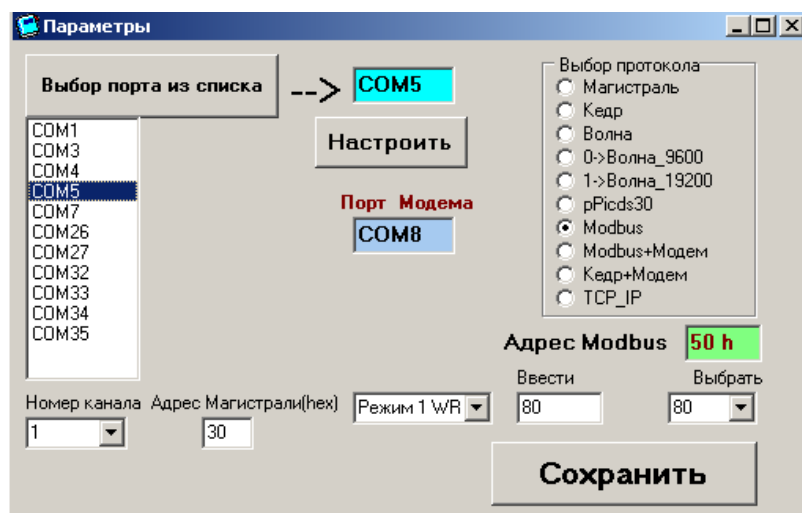 Параметры
Выбор порта из списка
-->
COM5
COM1
COM3
COM4
COM5
COM7
COM26
COM27
COM32
COM33
COM34
COM35
Настроить
Порт Модема
COM8
Выбор протокола
Магистраль
Кедр
Волна
0->Волна_9600
1->Волна_19200
pPicds30
Modbus
Modbus+Модем
Кедр+Модем
TCP_IP
Адрес Modbus 50 h
Ввести Выбрать
Номер канала Адрес Магистрали(hex)
1 30 Режим 1 WR 80 80
Сохранить